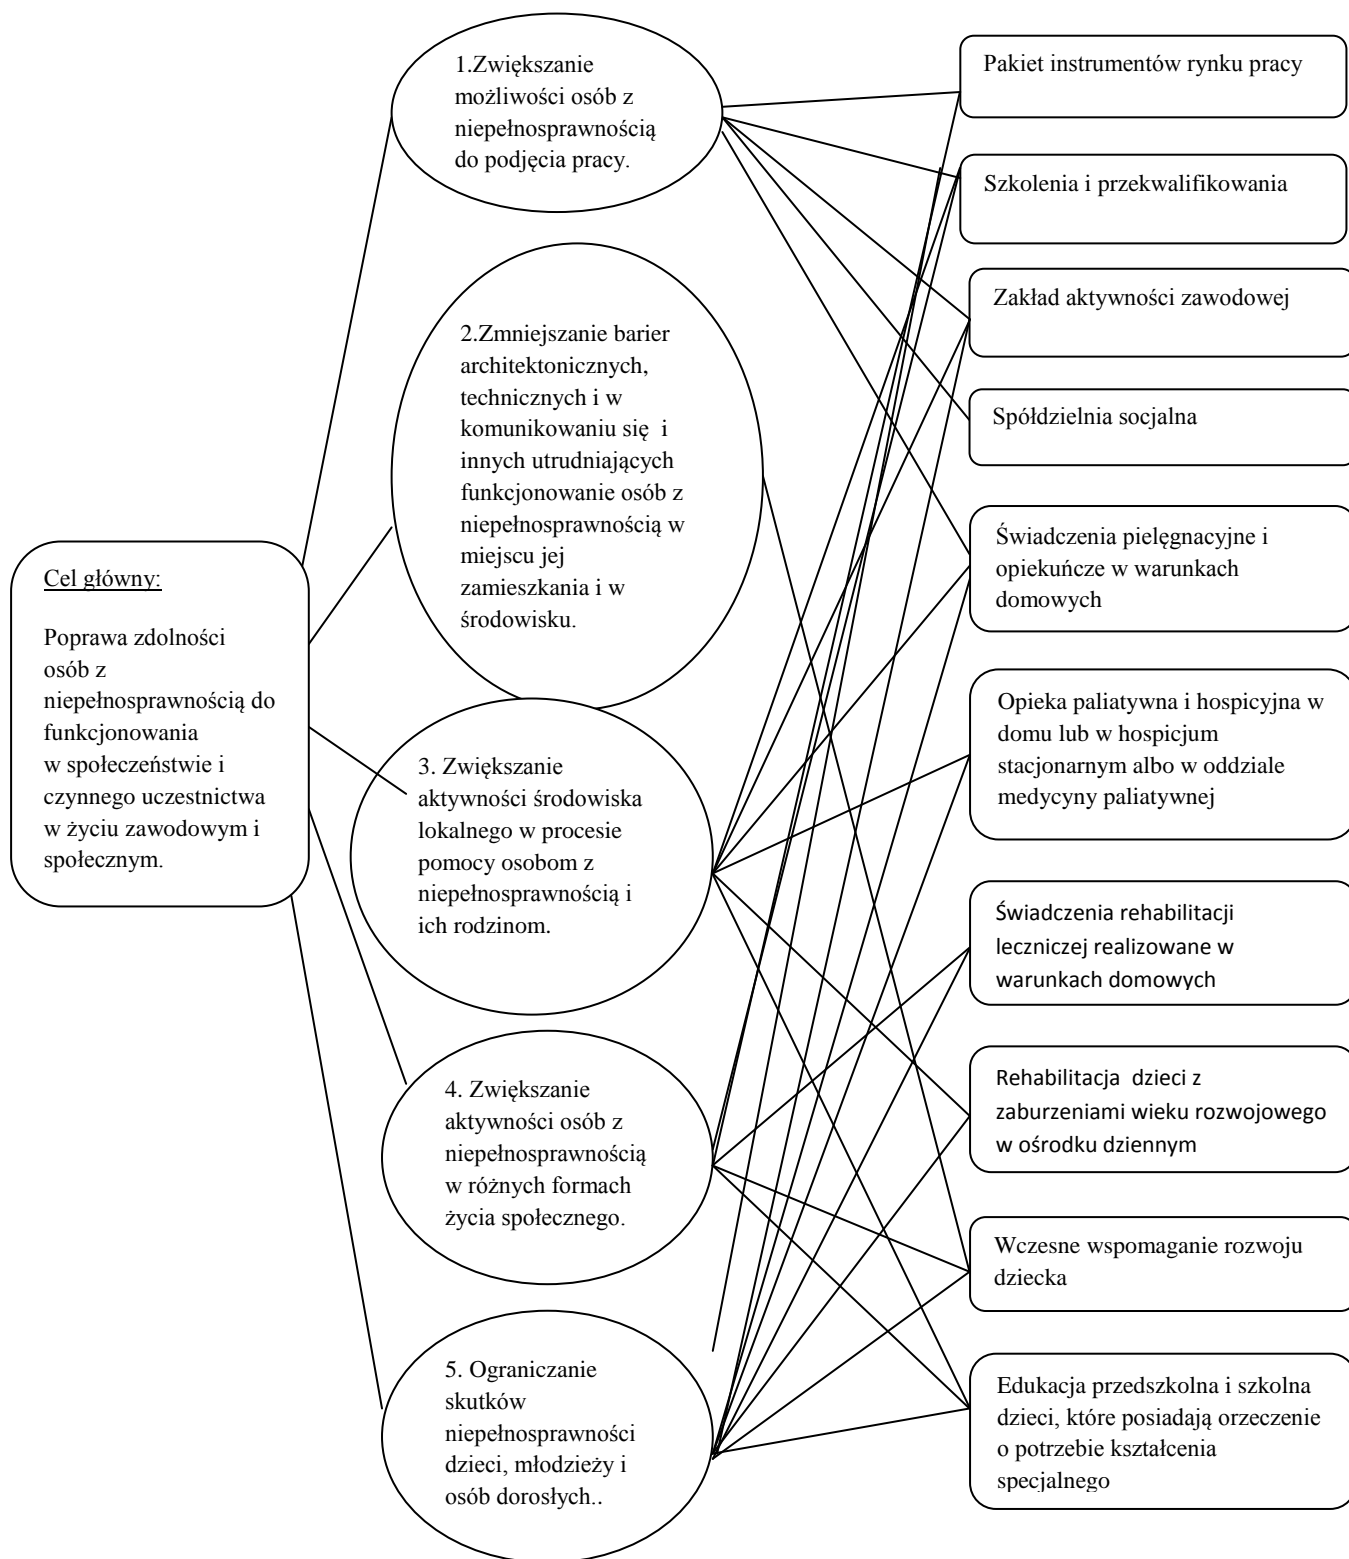 Cel główny:
Poprawa zdolności
osób z
niepełnosprawnością do
funkcjonowania
w społeczeństwie i
czynnego uczestnictwa
w życiu zawodowym i
społecznym.
1.Zwiększanie
możliwości osób z
niepełnosprawnością
do podjęcia pracy.
2.Zmniejszanie barier
architektonicznych,
technicznych i w
komunikowaniu się i
innych utrudniających
funkcjonowanie osób z
niepełnosprawnością w
miejscu jej
zamieszkania i w
środowisku.
3. Zwiększanie
aktywności środowiska
lokalnego w procesie
pomocy osobom z
niepełnosprawnością i
ich rodzinom.
4. Zwiększanie
aktywności osób z
niepełnosprawnością
w różnych formach
życia społecznego.
5. Ograniczanie
skutków
niepełnosprawności
dzieci, młodzieży i
osób dorosłych..
Pakiet instrumentów rynku pracy
Szkolenia i przekwalifikowania
Zakład aktywności zawodowej
Spółdzielnia socjalna
Świadczenia pielęgnacyjne i
opiekuńcze w warunkach
domowych
Opieka paliatywna i hospicyjna w
domu lub w hospicjum
stacjonarnym albo w oddziale
medycyny paliatywnej
Świadczenia rehabilitacji
leczniczej realizowane w
warunkach domowych
Rehabilitacja dzieci z
zaburzeniami wieku rozwojowego
w ośrodku dziennym
Wczesne wspomaganie rozwoju
dziecka
Edukacja przedszkolna i szkolna
dzieci, które posiadają orzeczenie
o potrzebie kształcenia
specjalnego